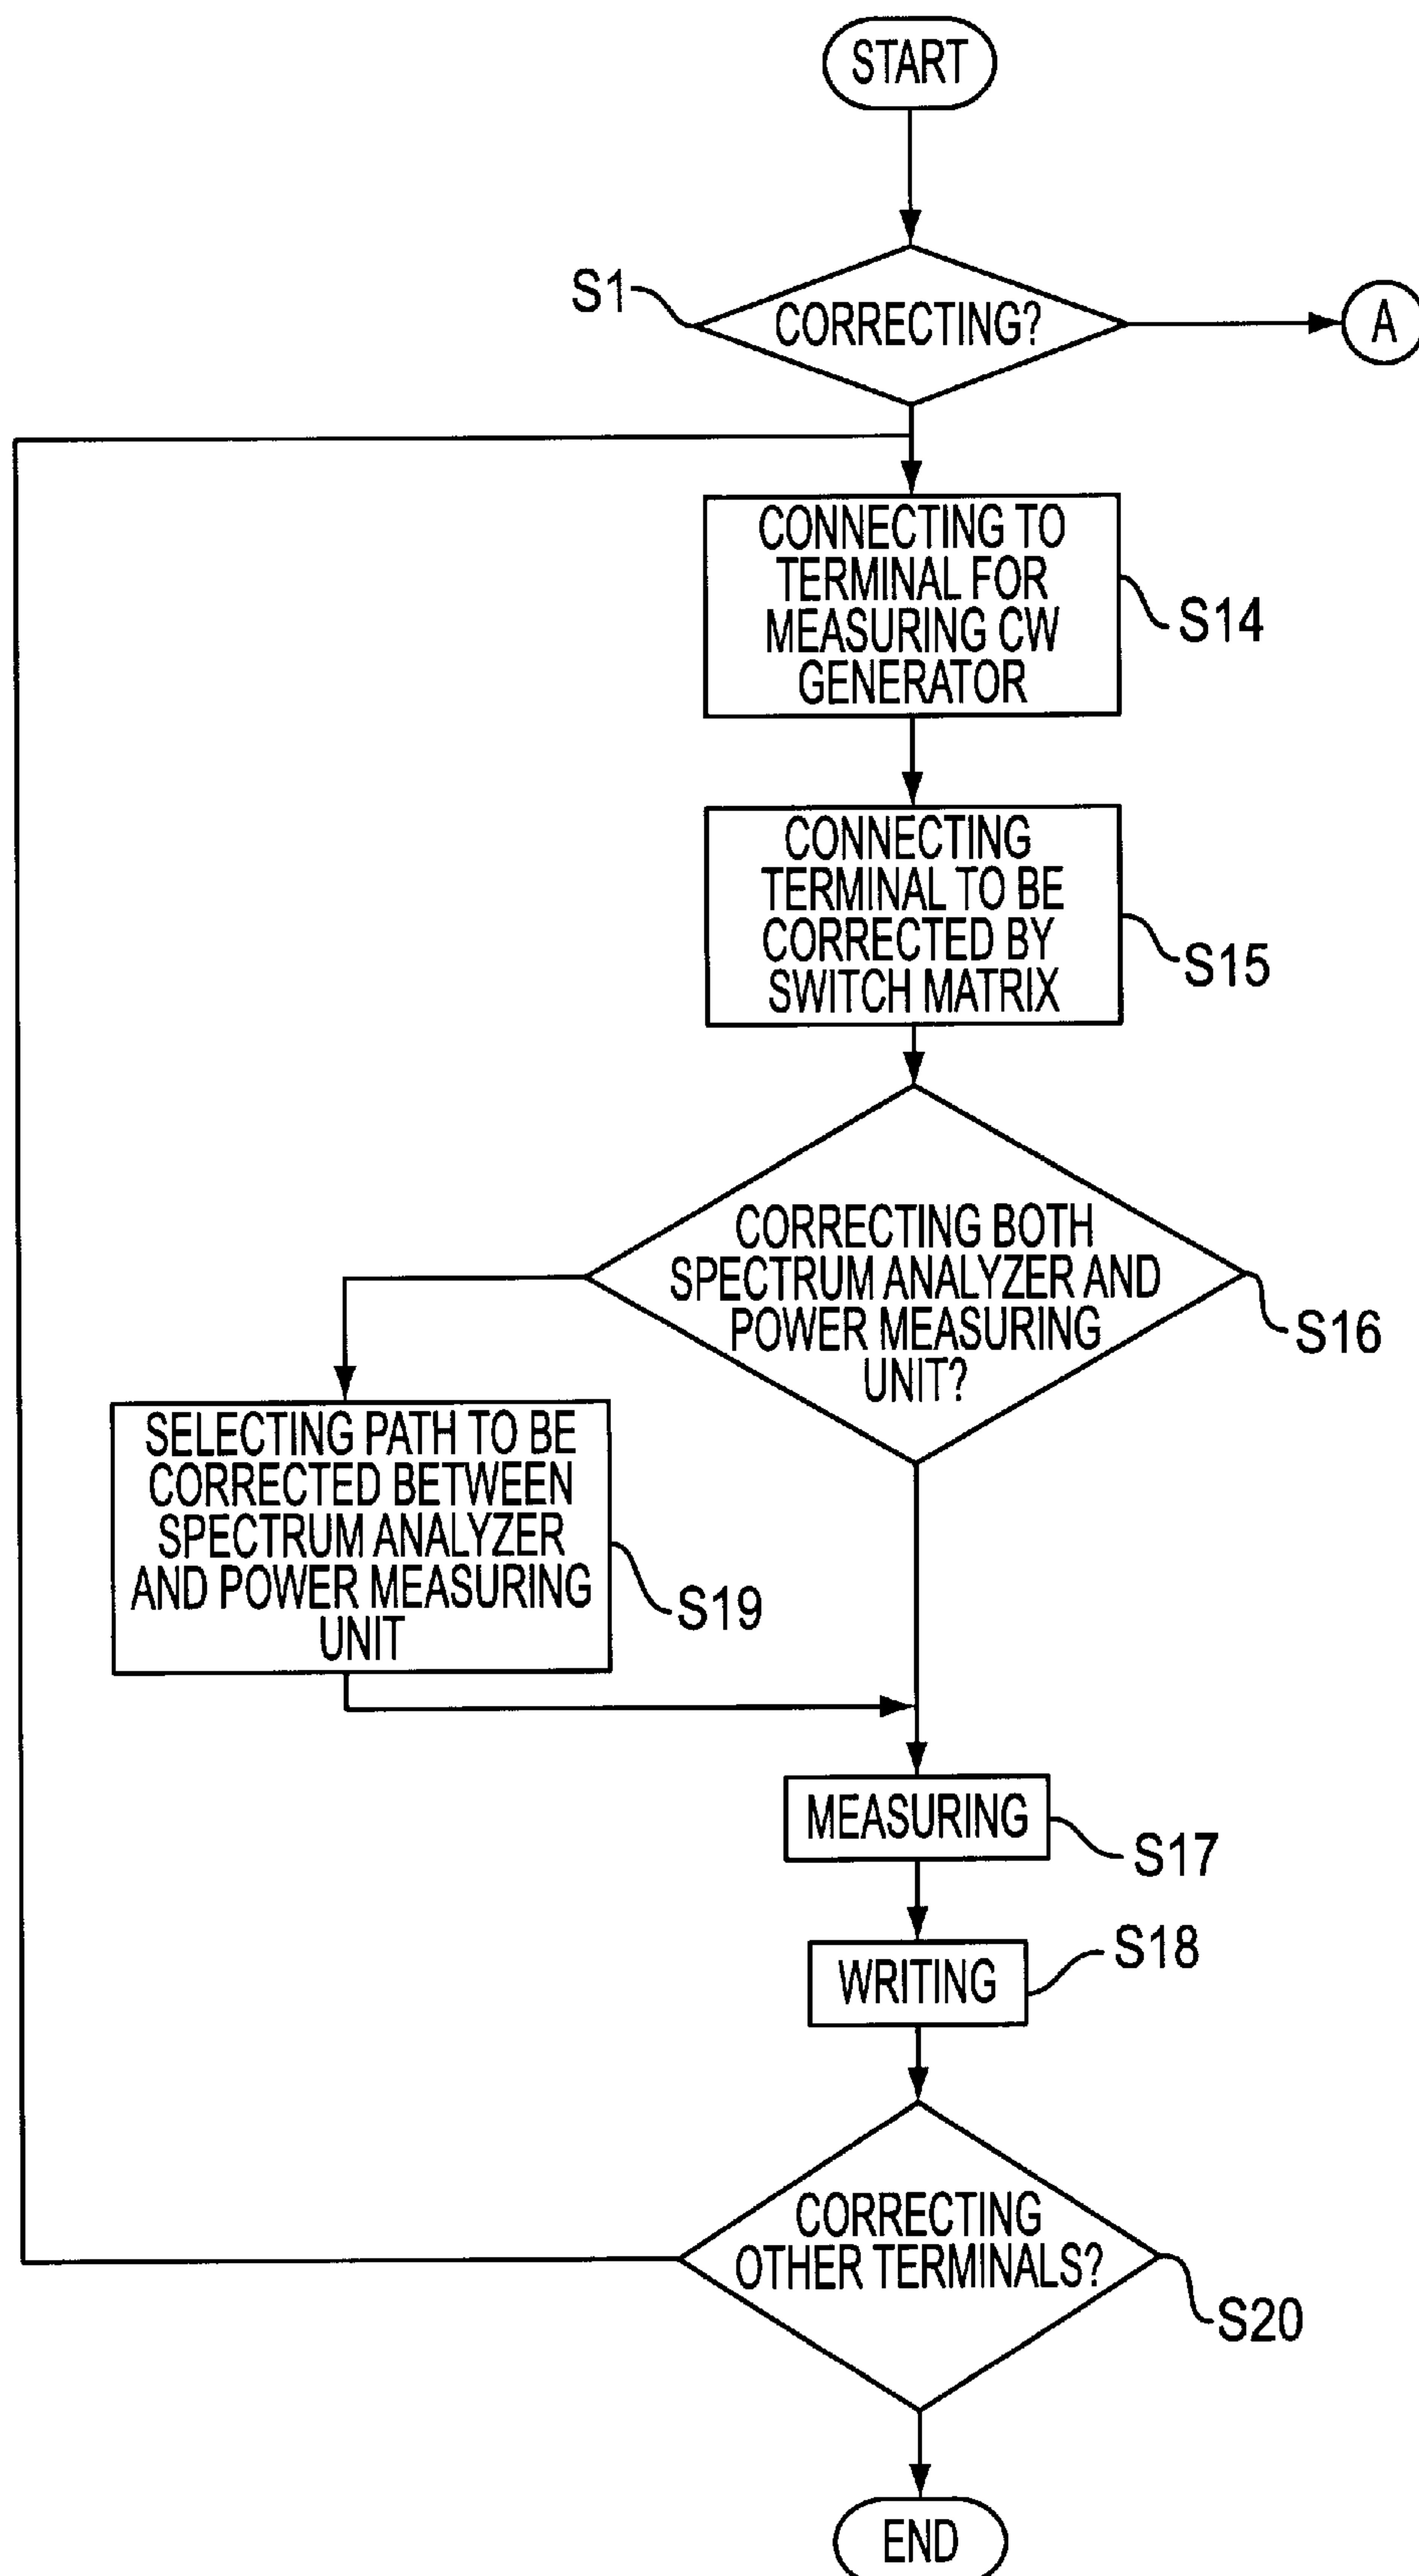 START
S1
CORRECTING?
A
CONNECTING TO
TERMINAL FOR
MEASURING CW
GENERATOR
S14
CONNECTING
TERMINAL TO BE
CORRECTED BY
SWITCH MATRIX
S15
CORRECTING BOTH
SPECTRUM ANALYZER AND
POWER MEASURING
UNIT?
S16
SELECTING PATH TO BE
CORRECTED BETWEEN
SPECTRUM ANALYZER
AND POWER MEASURING
UNIT
S19
MEASURING
S17
WRITING
S18
CORRECTING
OTHER TERMINALS?
S20
END